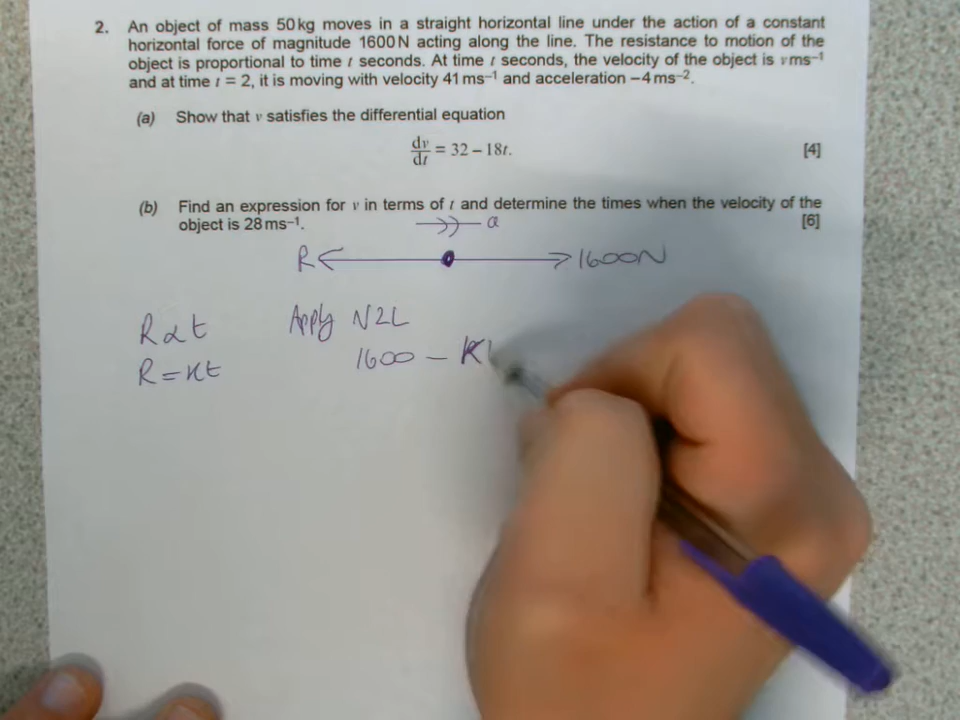 2. An object of mass 50 kg moves in a straight horizontal line under the action of a constant
horizontal force of magnitude 1600 N acting along the line. The resistance to motion of the
object is proportional to time t seconds. At time t seconds, the velocity of the object is v ms⁻¹
and at time t = 2, it is moving with velocity 41 ms⁻¹ and acceleration −4 ms⁻².
(a) Show that v satisfies the differential equation
dv/dt = 32 − 18t. [4]
(b) Find an expression for v in terms of t and determine the times when the velocity of the
object is 28 ms⁻¹. [6]
a
R 1600N
R ∝ t Apply N2L
R = kt 1600 − k